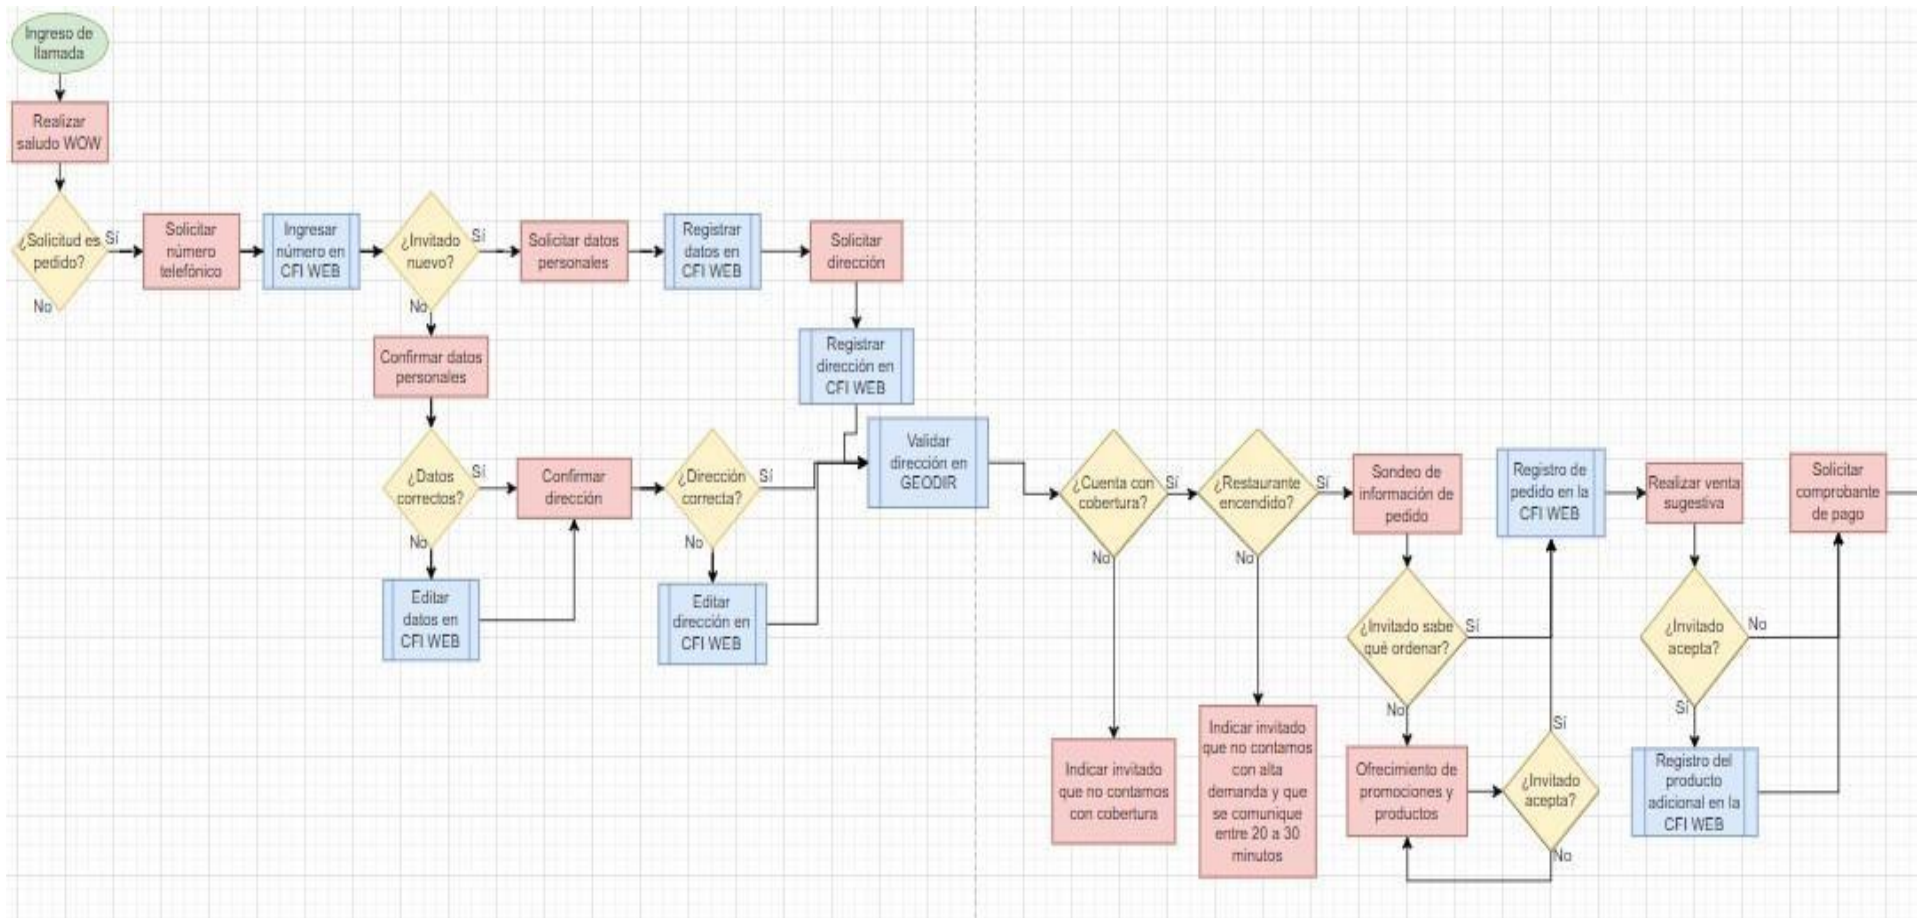 Ingreso de
llamada
Realizar
saludo WOW
¿Solicitud es
pedido?
Sí
No
Solicitar
número
telefónico
Ingresar
número en
CFI WEB
¿Invitado
nuevo?
Sí
No
Solicitar datos
personales
Registrar
datos en
CFI WEB
Solicitar
dirección
Registrar
dirección en
CFI WEB
Confirmar datos
personales
¿Datos
correctos?
Sí
No
Editar
datos en
CFI WEB
Confirmar
dirección
¿Dirección
correcta?
Sí
No
Editar
dirección en
CFI WEB
Validar
dirección en
GEODIR
¿Cuenta con
cobertura?
Sí
No
Indicar invitado
que no contamos
con cobertura
¿Restaurante
encendido?
Sí
No
Indicar invitado
que no contamos
con alta
demanda y que
se comunique
entre 20 a 30
minutos
Sondeo de
información de
pedido
¿Invitado sabe
qué ordenar?
Sí
No
Ofrecimiento de
promociones y
productos
¿Invitado
acepta?
Sí
No
Registro de
pedido en la
CFI WEB
Realizar venta
sugestiva
¿Invitado
acepta?
No
Sí
Registro del
producto
adicional en la
CFI WEB
Solicitar
comprobante
de pago